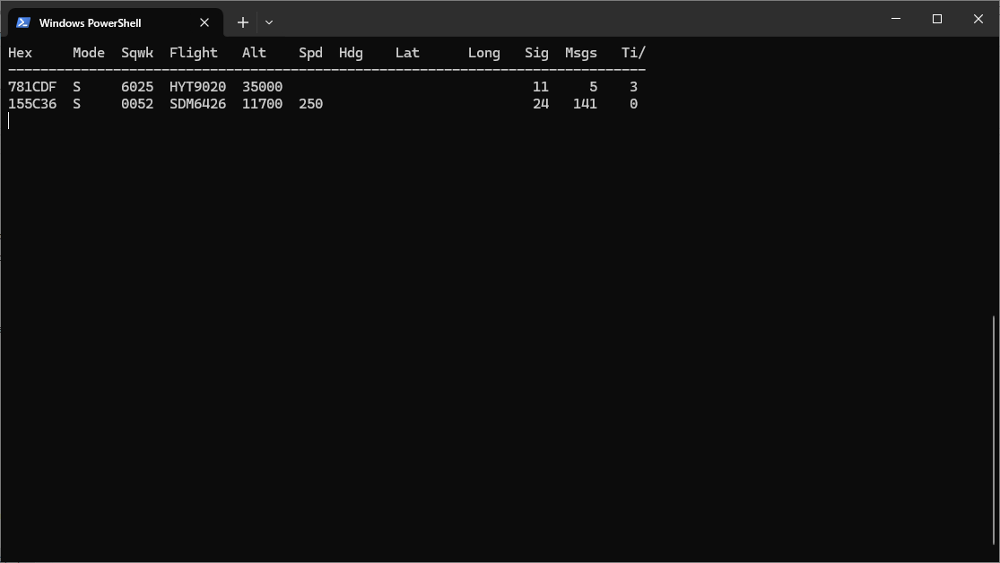 Windows PowerShell
Hex     Mode  Sqwk  Flight   Alt    Spd  Hdg    Lat      Long   Sig  Msgs   Ti/
-------------------------------------------------------------------------------
781CDF  S     6025  HYT9020  35000                               11     5    3
155C36  S     0052  SDM6426  11700  250                          24   141    0